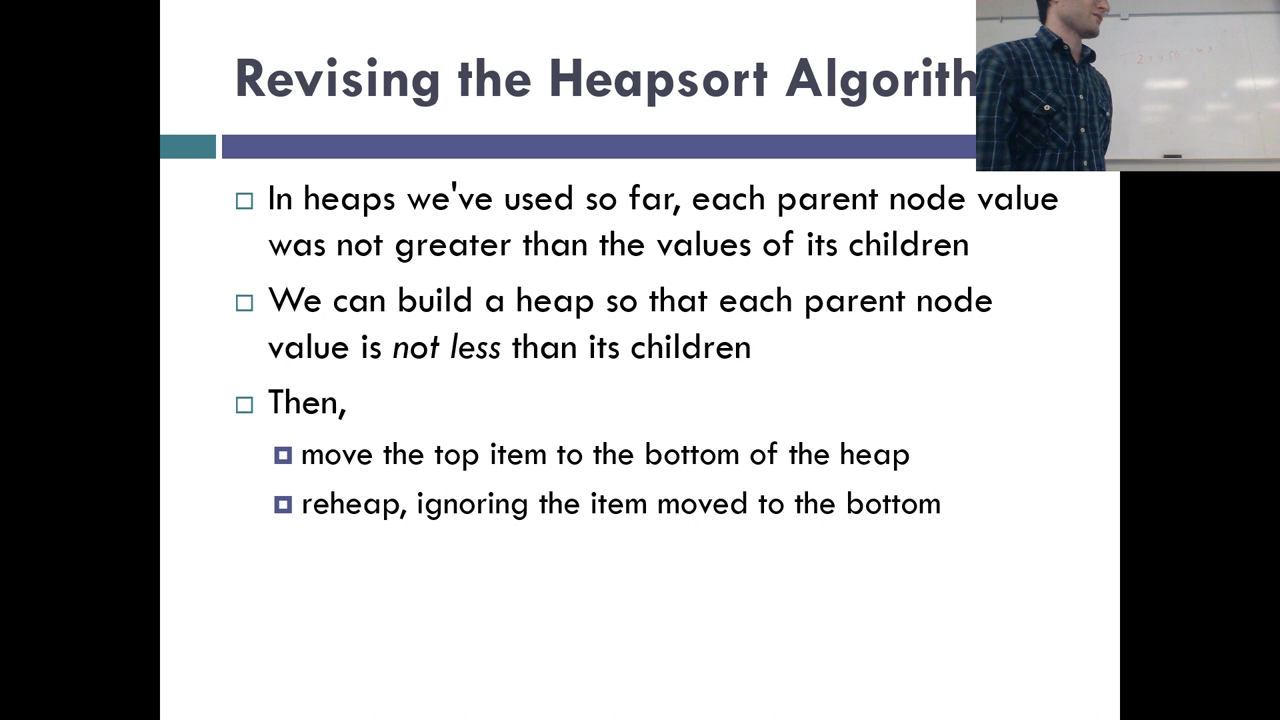 Revising the Heapsort Algorith
In heaps we've used so far, each parent node value
was not greater than the values of its children
We can build a heap so that each parent node
value is not less than its children
Then,
move the top item to the bottom of the heap
reheap, ignoring the item moved to the bottom